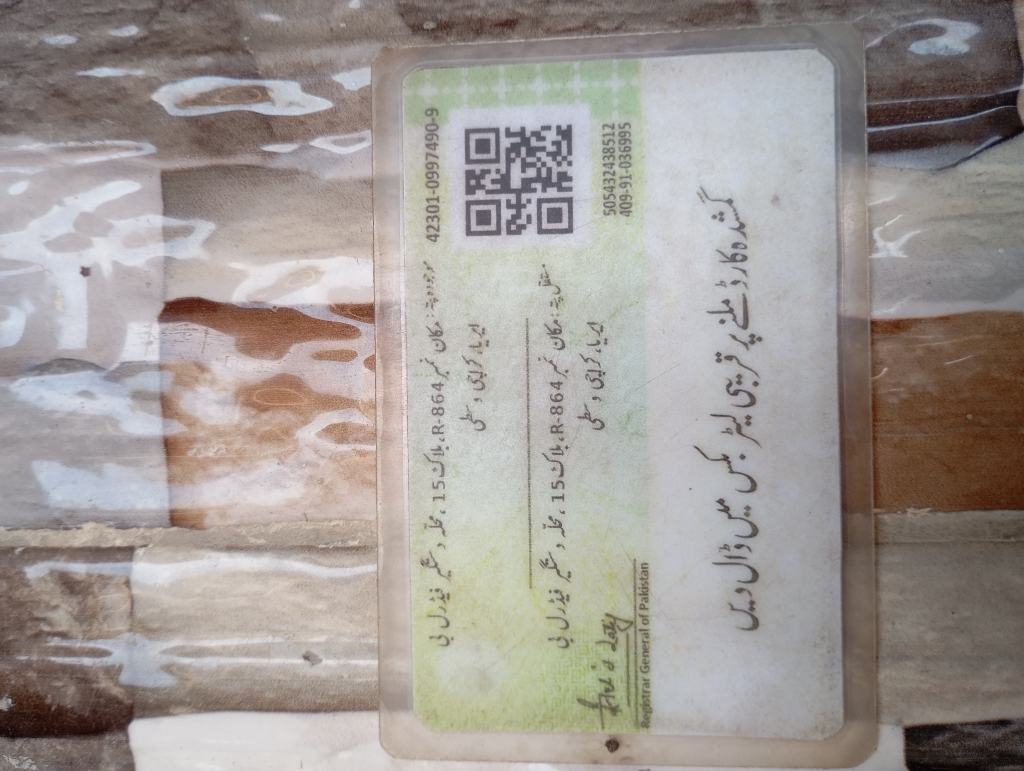 42301-0997490-9
موجودہ پتہ: مکان نمبر R-864، بلاک 15، محلہ دستگیر فیڈرل بی
ایریا، کراچی وسطی
مستقل پتہ: مکان نمبر R-864، بلاک 15، محلہ دستگیر فیڈرل بی
ایریا، کراچی وسطی
505432438512
409-91-036995
Registrar General of Pakistan
گمشدہ کارڈ ملنے پر قریبی لیٹر بکس میں ڈال دیں